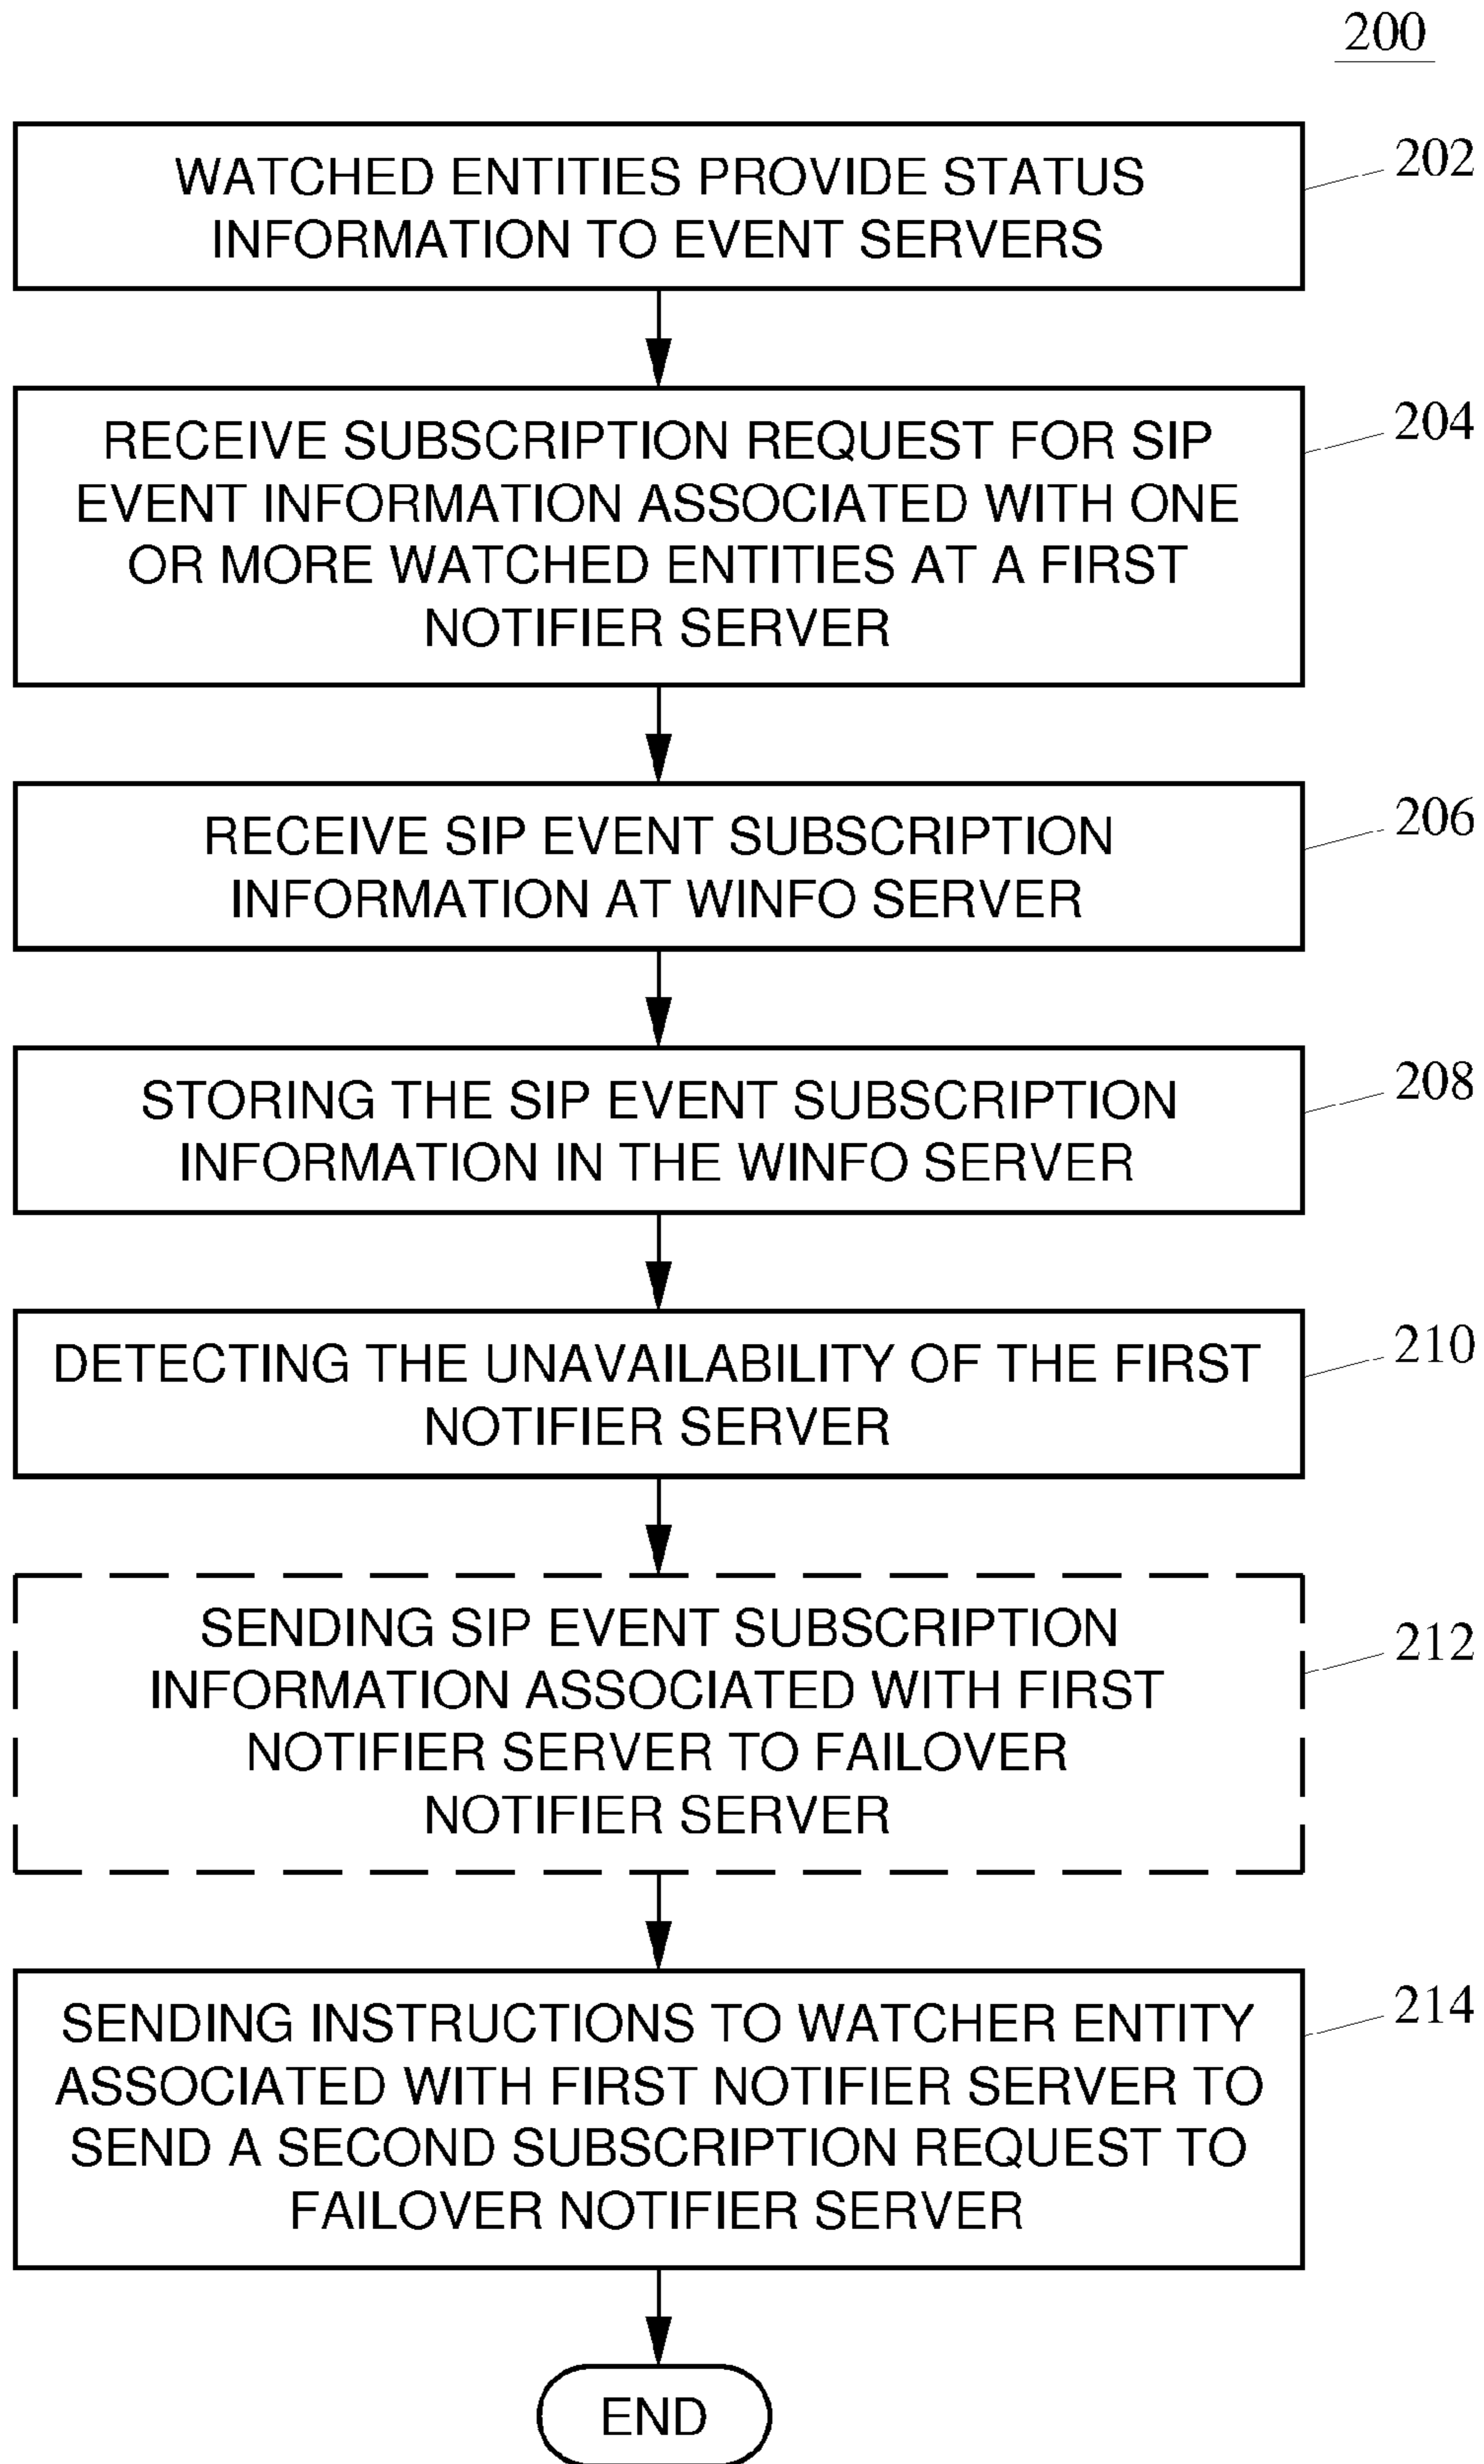 200
WATCHED ENTITIES PROVIDE STATUS
INFORMATION TO EVENT SERVERS
202
RECEIVE SUBSCRIPTION REQUEST FOR SIP
EVENT INFORMATION ASSOCIATED WITH ONE
OR MORE WATCHED ENTITIES AT A FIRST
NOTIFIER SERVER
204
RECEIVE SIP EVENT SUBSCRIPTION
INFORMATION AT WINFO SERVER
206
STORING THE SIP EVENT SUBSCRIPTION
INFORMATION IN THE WINFO SERVER
208
DETECTING THE UNAVAILABILITY OF THE FIRST
NOTIFIER SERVER
210
SENDING SIP EVENT SUBSCRIPTION
INFORMATION ASSOCIATED WITH FIRST
NOTIFIER SERVER TO FAILOVER
NOTIFIER SERVER
212
SENDING INSTRUCTIONS TO WATCHER ENTITY
ASSOCIATED WITH FIRST NOTIFIER SERVER TO
SEND A SECOND SUBSCRIPTION REQUEST TO
FAILOVER NOTIFIER SERVER
214
END